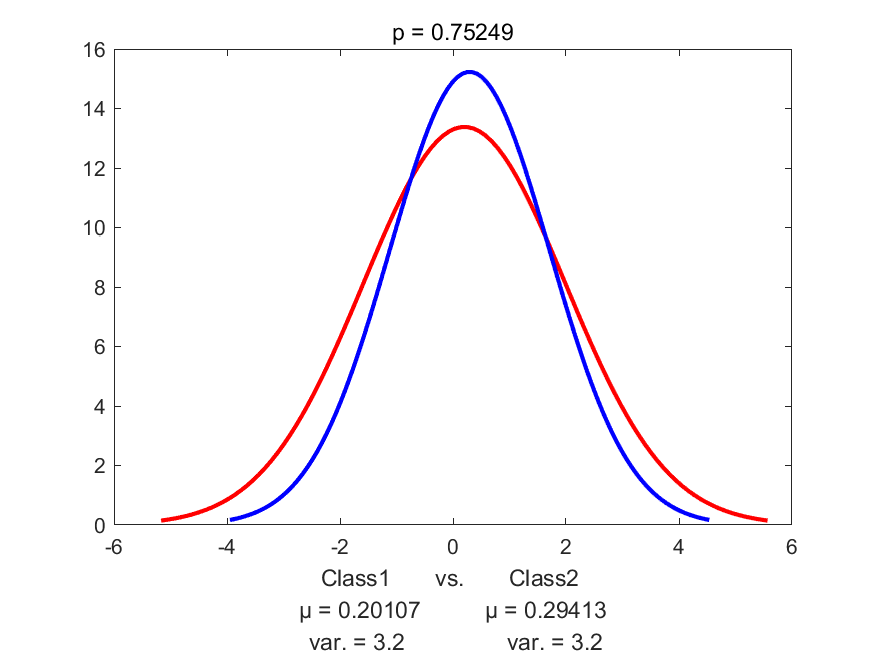 p = 0.75249
16
14
12
10
8
6
4
2
0
-6 -4 -2 0 2 4 6
Class1 vs. Class2
μ = 0.20107 μ = 0.29413
var. = 3.2 var. = 3.2